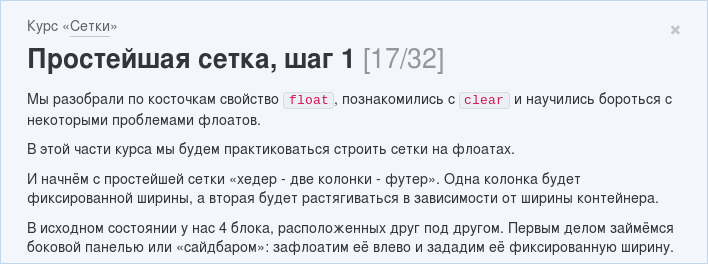 Курс «Сетки»
Простейшая сетка, шаг 1 [17/32]
Мы разобрали по косточкам свойство float, познакомились с clear и научились бороться с
некоторыми проблемами флоатов.
В этой части курса мы будем практиковаться строить сетки на флоатах.
И начнём с простейшей сетки «хедер - две колонки - футер». Одна колонка будет
фиксированной ширины, а вторая будет растягиваться в зависимости от ширины контейнера.
В исходном состоянии у нас 4 блока, расположенных друг под другом. Первым делом займёмся
боковой панелью или «сайдбаром»: зафлоатим её влево и зададим её фиксированную ширину.